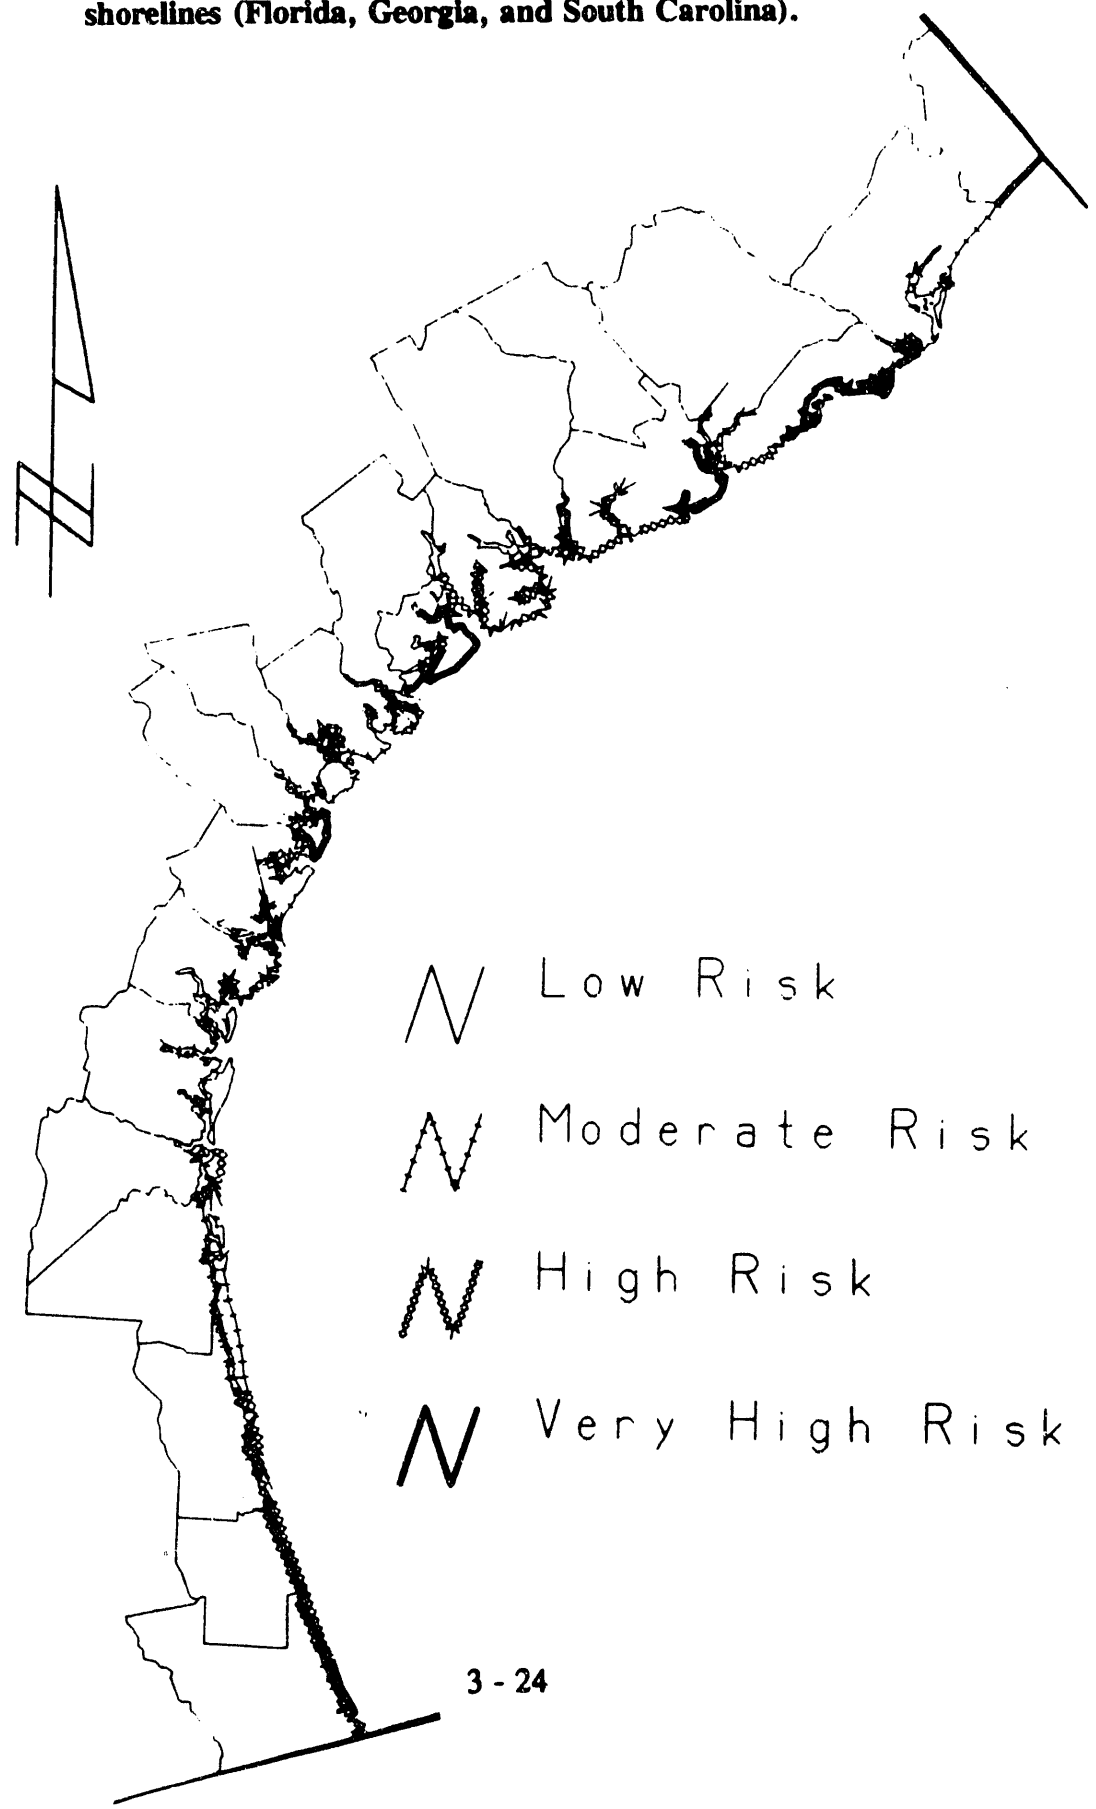 shorelines (Florida, Georgia, and South Carolina).
Low Risk
Moderate Risk
High Risk
Very High Risk
3 - 24